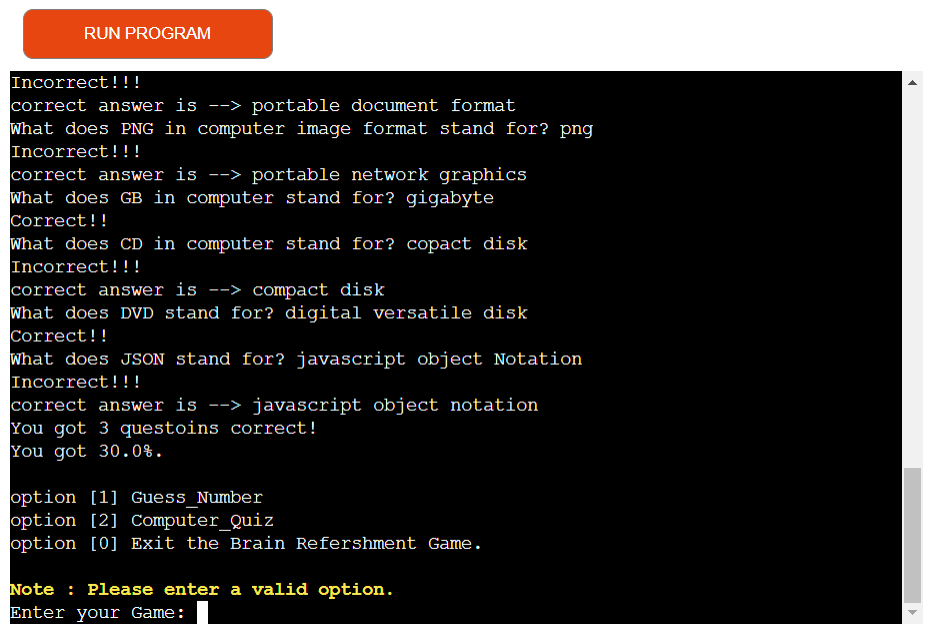 RUN PROGRAM
Incorrect!!!
correct answer is --> portable document format
What does PNG in computer image format stand for? png
Incorrect!!!
correct answer is --> portable network graphics
What does GB in computer stand for? gigabyte
Correct!!
What does CD in computer stand for? copact disk
Incorrect!!!
correct answer is --> compact disk
What does DVD stand for? digital versatile disk
Correct!!
What does JSON stand for? javascript object Notation
Incorrect!!!
correct answer is --> javascript object notation
You got 3 questoins correct!
You got 30.0%.
option [1] Guess_Number
option [2] Computer_Quiz
option [0] Exit the Brain Refershment Game.
Note : Please enter a valid option.
Enter your Game: